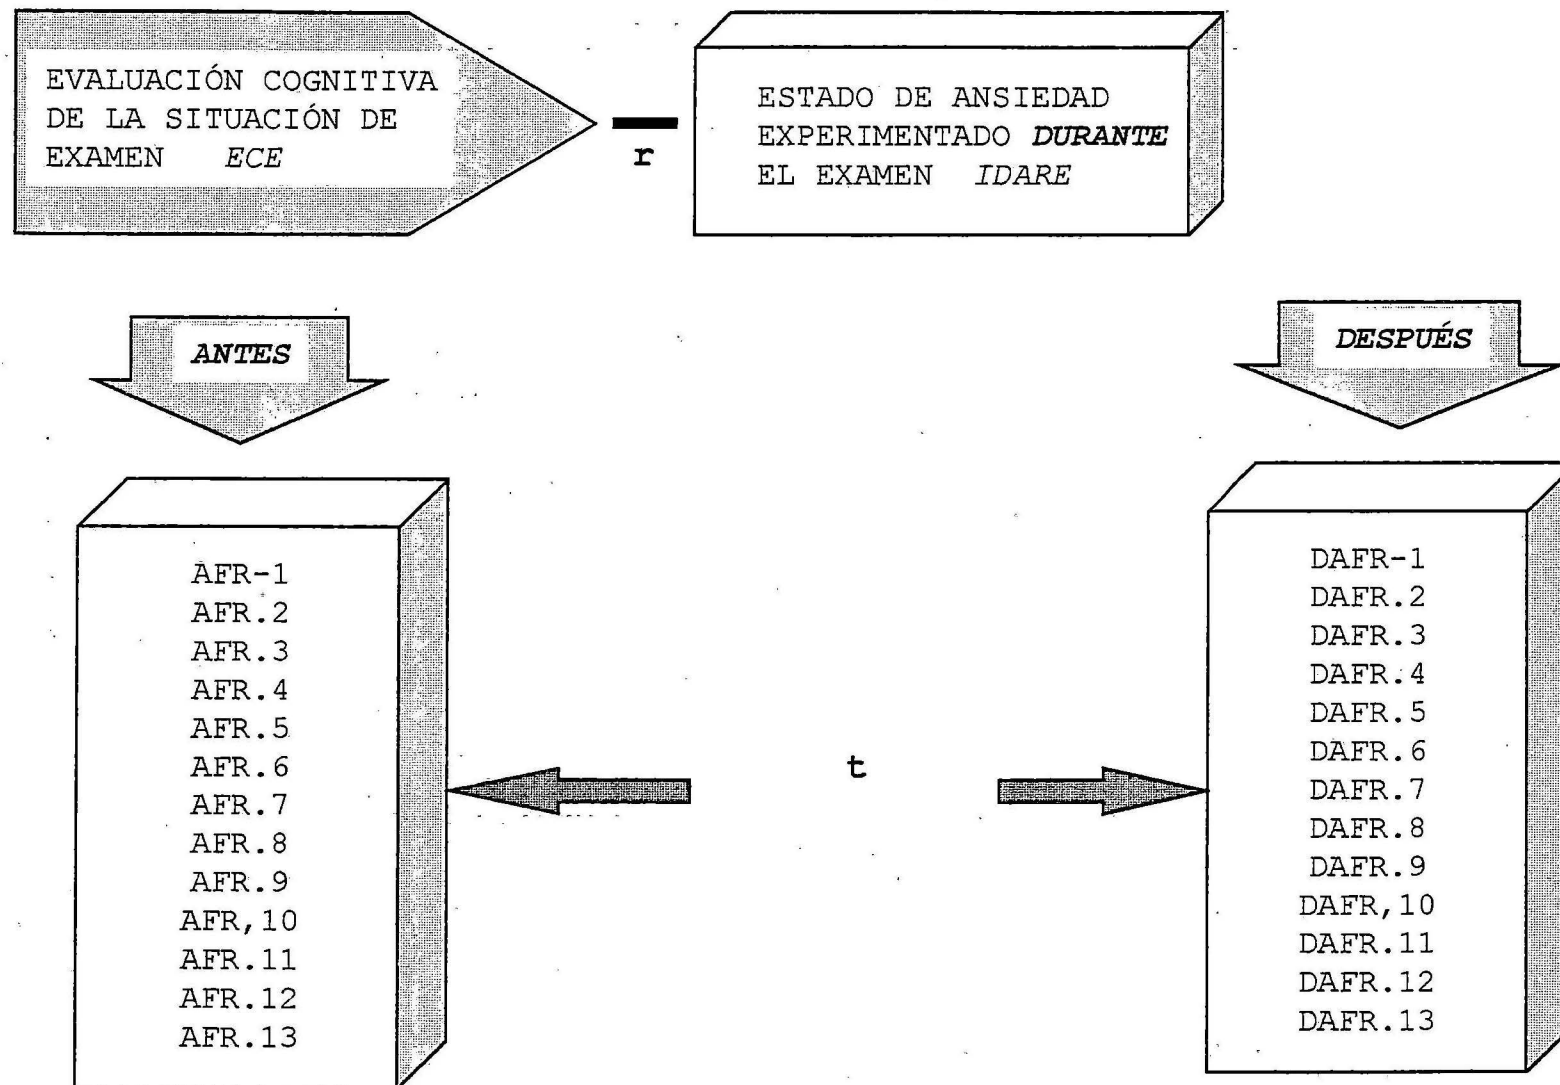 EVALUACIÓN COGNITIVA
DE LA SITUACIÓN DE
EXAMEN ECE
r
ESTADO DE ANSIEDAD
EXPERIMENTADO DURANTE
EL EXAMEN IDARE
ANTES
DESPUÉS
AFR-1
AFR.2
AFR.3
AFR.4
AFR.5
AFR.6
AFR.7
AFR.8
AFR.9
AFR,10
AFR.11
AFR.12
AFR.13
t
DAFR-1
DAFR.2
DAFR.3
DAFR.4
DAFR.5
DAFR.6
DAFR.7
DAFR.8
DAFR.9
DAFR,10
DAFR.11
DAFR.12
DAFR.13